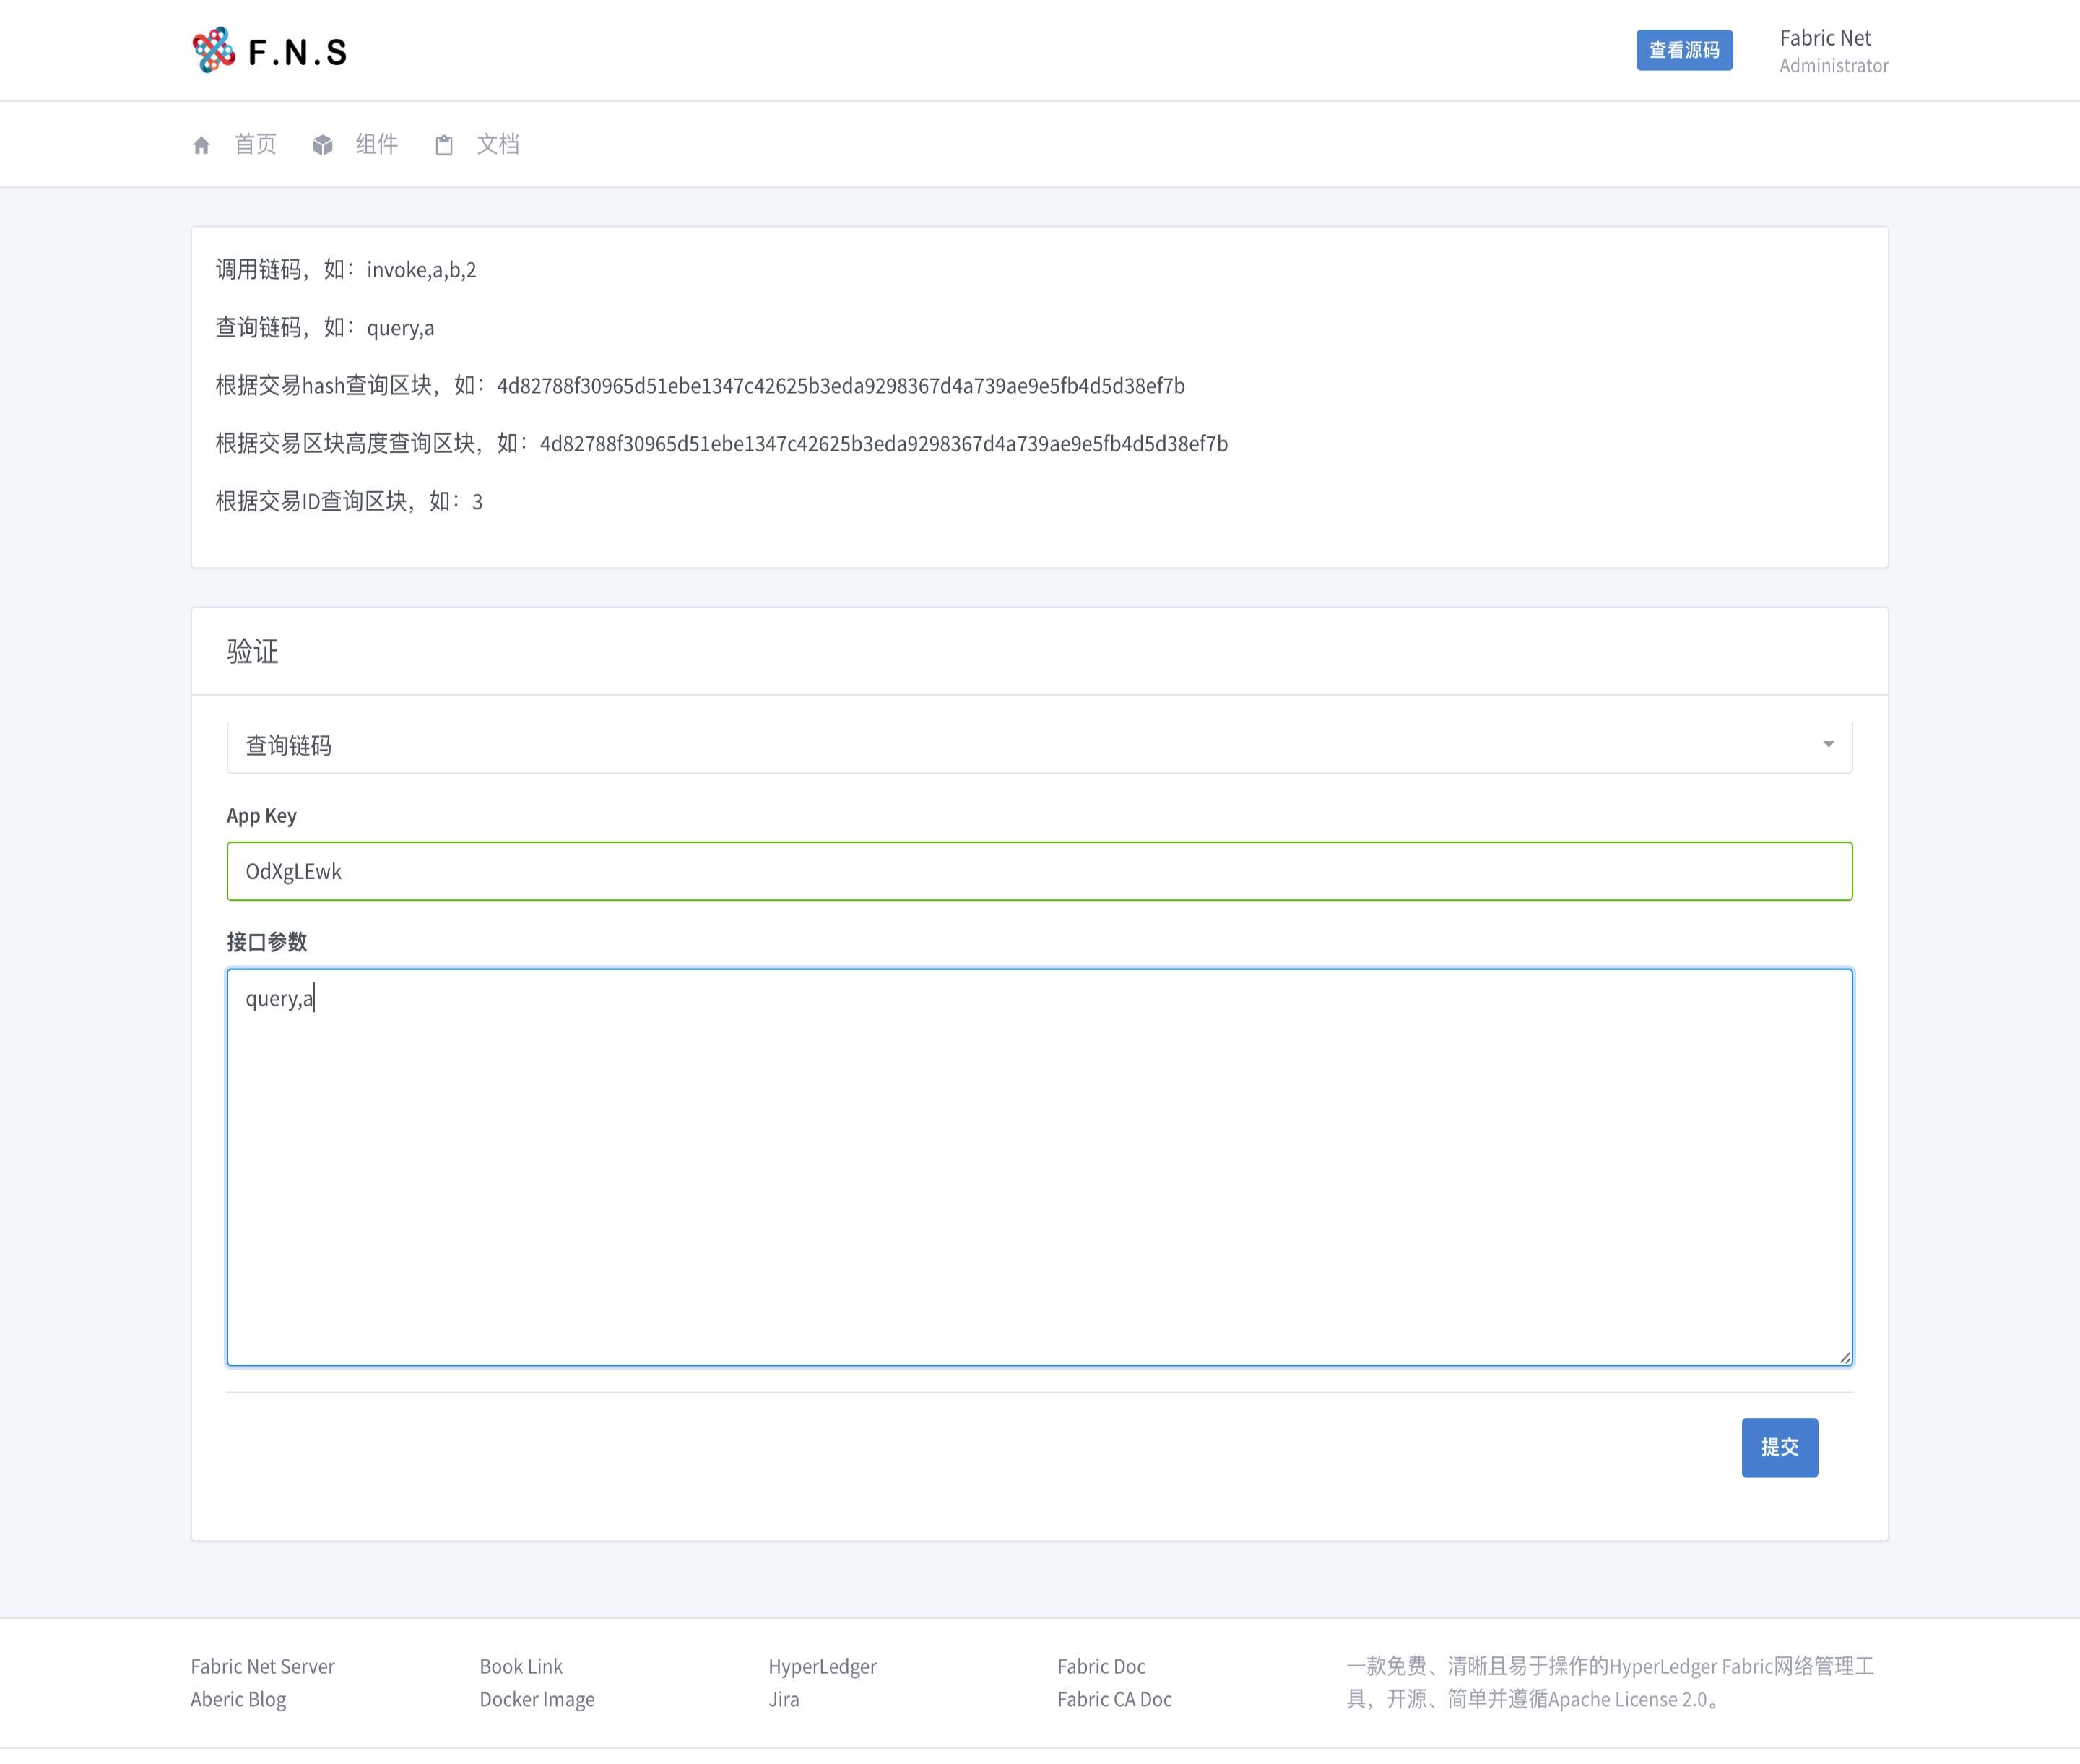 F.N.S
查看源码
Fabric Net
Administrator
首页
组件
文档
调用链码，如：invoke,a,b,2
查询链码，如：query,a
根据交易hash查询区块，如：4d82788f30965d51ebe1347c42625b3eda9298367d4a739ae9e5fb4d5d38ef7b
根据交易区块高度查询区块，如：4d82788f30965d51ebe1347c42625b3eda9298367d4a739ae9e5fb4d5d38ef7b
根据交易ID查询区块，如：3
验证
查询链码
App Key
OdXgLEwk
接口参数
query,a
提交
Fabric Net Server
Aberic Blog
Book Link
Docker Image
HyperLedger
Jira
Fabric Doc
Fabric CA Doc
一款免费、清晰且易于操作的HyperLedger Fabric网络管理工
具，开源、简单并遵循Apache License 2.0。